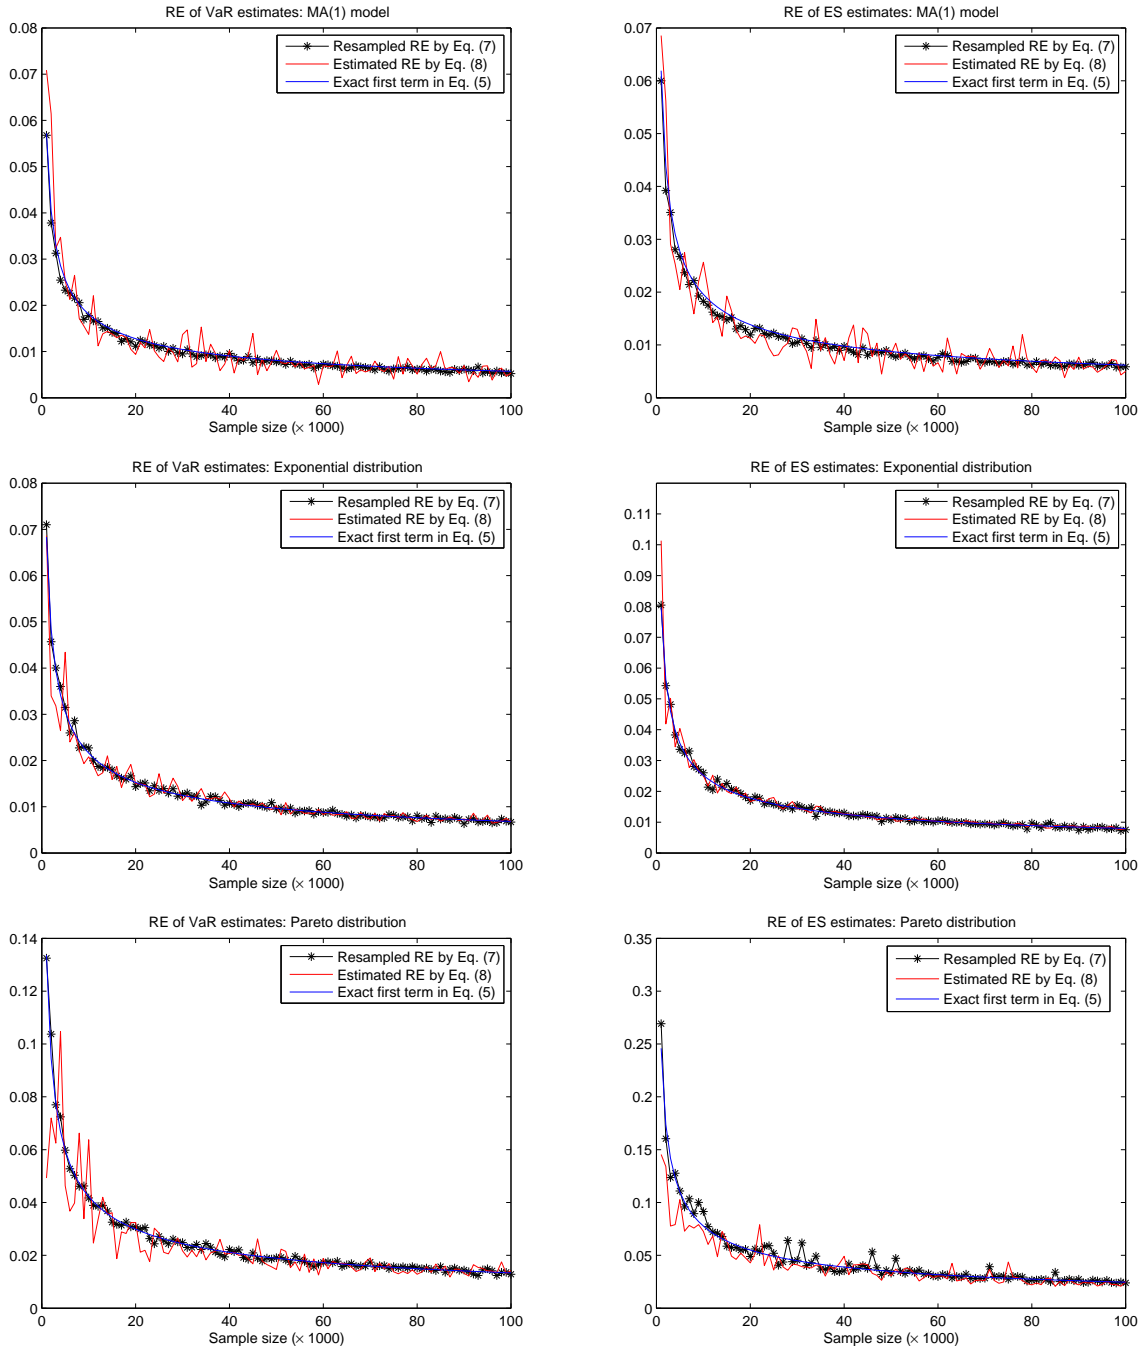 RE of VaR estimates: MA(1) model
0.08
0.07
0.06
0.05
0.04
0.03
0.02
0.01
0
Resampled RE by Eq. (7)
Estimated RE by Eq. (8)
Exact first term in Eq. (5)
0 20 40 60 80 100
Sample size (× 1000)
RE of ES estimates: MA(1) model
0.07
0.06
0.05
0.04
0.03
0.02
0.01
0
Resampled RE by Eq. (7)
Estimated RE by Eq. (8)
Exact first term in Eq. (5)
0 20 40 60 80 100
Sample size (× 1000)
RE of VaR estimates: Exponential distribution
0.08
0.07
0.06
0.05
0.04
0.03
0.02
0.01
0
Resampled RE by Eq. (7)
Estimated RE by Eq. (8)
Exact first term in Eq. (5)
0 20 40 60 80 100
Sample size (× 1000)
RE of ES estimates: Exponential distribution
0.11
0.1
0.09
0.08
0.07
0.06
0.05
0.04
0.03
0.02
0.01
0
Resampled RE by Eq. (7)
Estimated RE by Eq. (8)
Exact first term in Eq. (5)
0 20 40 60 80 100
Sample size (× 1000)
RE of VaR estimates: Pareto distribution
0.14
0.12
0.1
0.08
0.06
0.04
0.02
0
Resampled RE by Eq. (7)
Estimated RE by Eq. (8)
Exact first term in Eq. (5)
0 20 40 60 80 100
Sample size (× 1000)
RE of ES estimates: Pareto distribution
0.35
0.3
0.25
0.2
0.15
0.1
0.05
0
Resampled RE by Eq. (7)
Estimated RE by Eq. (8)
Exact first term in Eq. (5)
0 20 40 60 80 100
Sample size (× 1000)